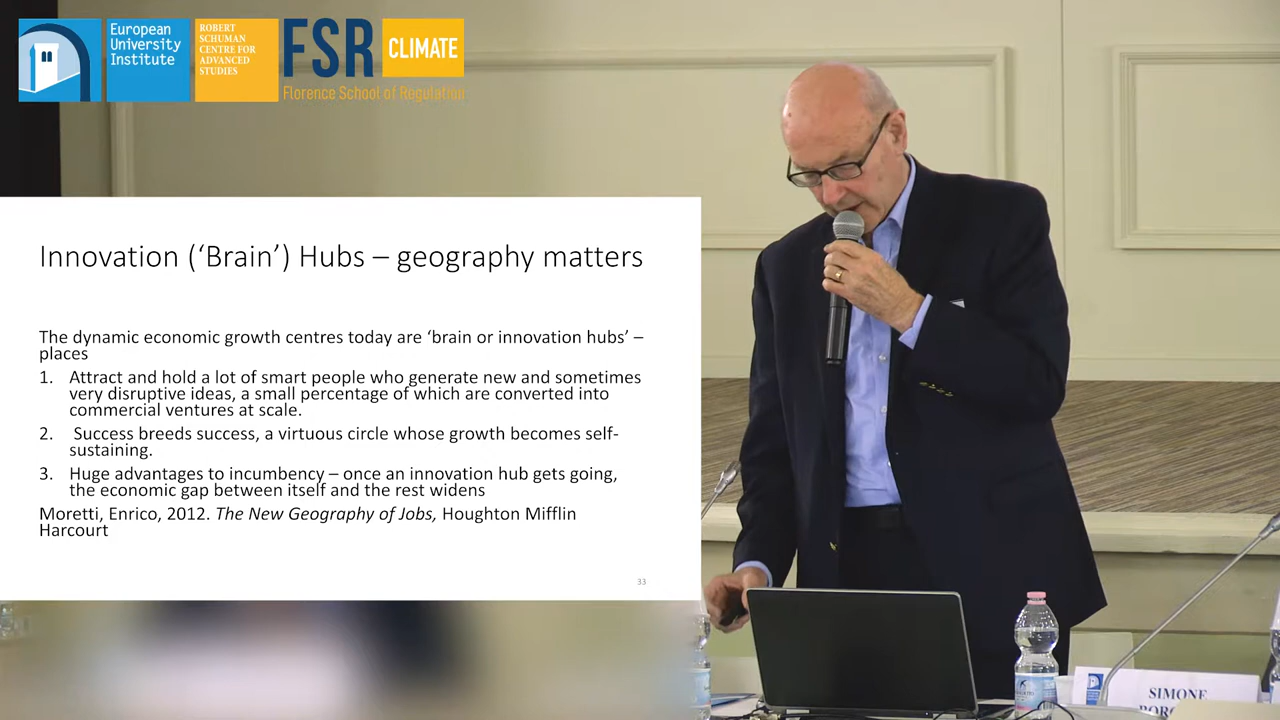 European
University
Institute
ROBERT
SCHUMAN
CENTRE FOR
ADVANCED
STUDIES
FSR CLIMATE
Florence School of Regulation
Innovation (‘Brain’) Hubs – geography matters
The dynamic economic growth centres today are ‘brain or innovation hubs’ –
places
1. Attract and hold a lot of smart people who generate new and sometimes
very disruptive ideas, a small percentage of which are converted into
commercial ventures at scale.
2. Success breeds success, a virtuous circle whose growth becomes self-
sustaining.
3. Huge advantages to incumbency – once an innovation hub gets going,
the economic gap between itself and the rest widens
Moretti, Enrico, 2012. The New Geography of Jobs, Houghton Mifflin
Harcourt
33
SIMONE